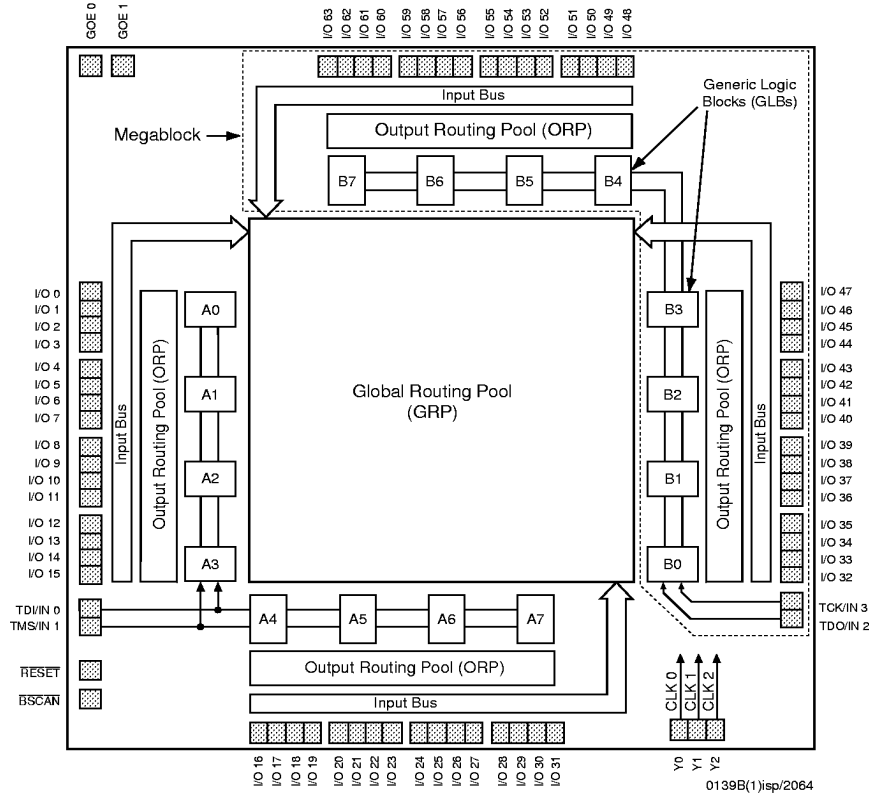 GOE 0
GOE 1
I/O 63
I/O 62
I/O 61
I/O 60
I/O 59
I/O 58
I/O 57
I/O 56
I/O 55
I/O 54
I/O 53
I/O 52
I/O 51
I/O 50
I/O 49
I/O 48
Input Bus
Generic Logic
Blocks (GLBs)
Megablock
Output Routing Pool (ORP)
B7
B6
B5
B4
I/O 0
I/O 1
I/O 2
I/O 3
I/O 4
I/O 5
I/O 6
I/O 7
I/O 8
I/O 9
I/O 10
I/O 11
I/O 12
I/O 13
I/O 14
I/O 15
Input Bus
Output Routing Pool (ORP)
A0
A1
A2
A3
Global Routing Pool
(GRP)
B3
B2
B1
B0
Output Routing Pool (ORP)
Input Bus
I/O 47
I/O 46
I/O 45
I/O 44
I/O 43
I/O 42
I/O 41
I/O 40
I/O 39
I/O 38
I/O 37
I/O 36
I/O 35
I/O 34
I/O 33
I/O 32
TDI/IN 0
TMS/IN 1
TCK/IN 3
TDO/IN 2
A4
A5
A6
A7
RESET
BSCAN
Output Routing Pool (ORP)
Input Bus
CLK 0
CLK 1
CLK 2
I/O 16
I/O 17
I/O 18
I/O 19
I/O 20
I/O 21
I/O 22
I/O 23
I/O 24
I/O 25
I/O 26
I/O 27
I/O 28
I/O 29
I/O 30
I/O 31
Y0
Y1
Y2
0139B(1)isp/2064